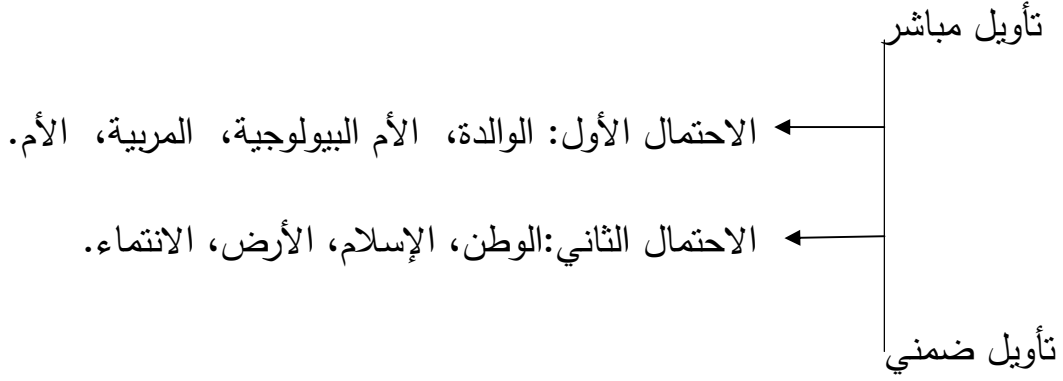 تأويل مباشر
الاحتمال الأول: الوالدة، الأم البيولوجية، المربية، الأم.
الاحتمال الثاني:الوطن، الإسلام، الأرض، الانتماء.
تأويل ضمني